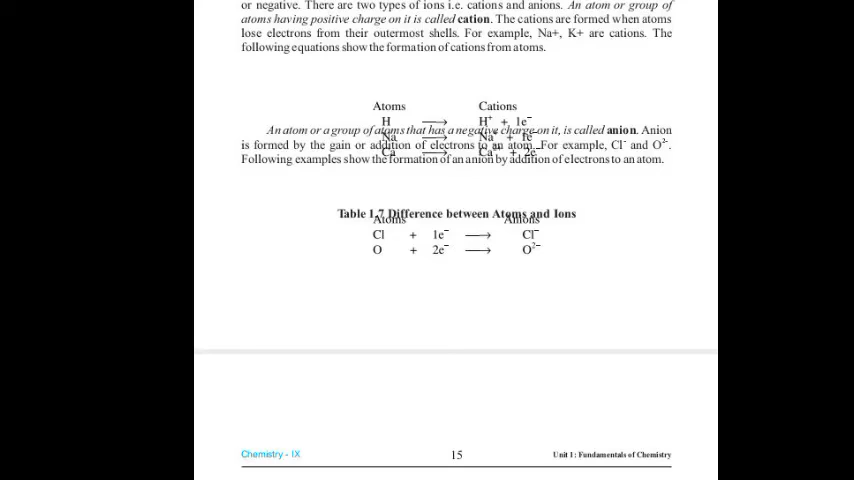 or negative. There are two types of ions i.e. cations and anions. An atom or group of
atoms having positive charge on it is called cation. The cations are formed when atoms
lose electrons from their outermost shells. For example, Na+, K+ are cations. The
following equations show the formation of cations from atoms.
Atoms Cations
H ⟶ H⁺ + 1e⁻
An atom or a group of atoms that has a negative charge on it, is called anion. Anion
Na ⟶ Na⁺ + 1e⁻
is formed by the gain or addition of electrons to an atom. For example, Cl⁻ and O²⁻.
Ca ⟶ Ca²⁺ + 2e⁻
Following examples show the formation of an anion by addition of electrons to an atom.
Table 1.7 Difference between Atoms and Ions
Atoms Anions
Cl + 1e⁻ ⟶ Cl⁻
O + 2e⁻ ⟶ O²⁻
Chemistry - IX 15 Unit 1: Fundamentals of Chemistry